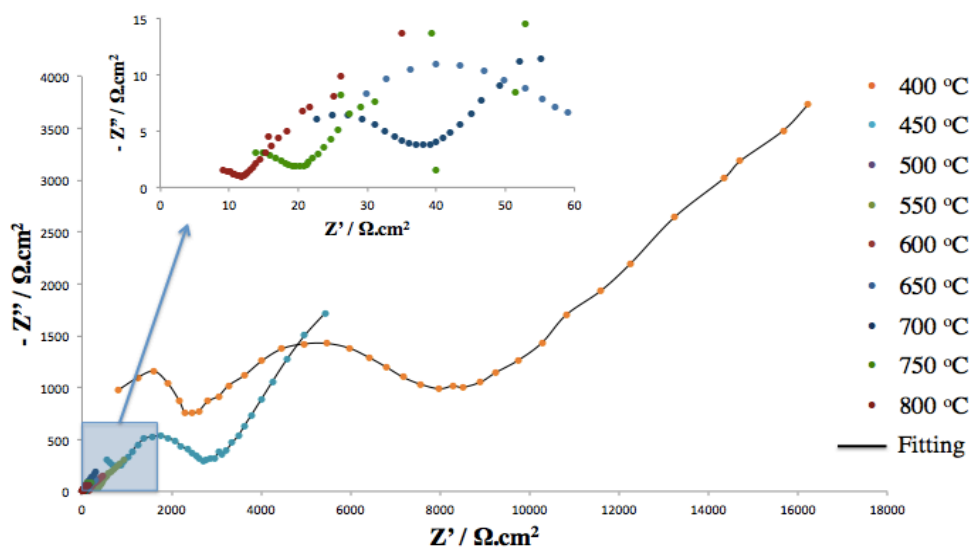 15
10
5
0
0 10 20 30 40 50 60
- Z” / Ω.cm²
Z’ / Ω.cm²
4000
3500
3000
2500
2000
1500
1000
500
0
0 2000 4000 6000 8000 10000 12000 14000 16000 18000
- Z” / Ω.cm²
Z’ / Ω.cm²
400 ºC
450 ºC
500 ºC
550 ºC
600 ºC
650 ºC
700 ºC
750 ºC
800 ºC
Fitting